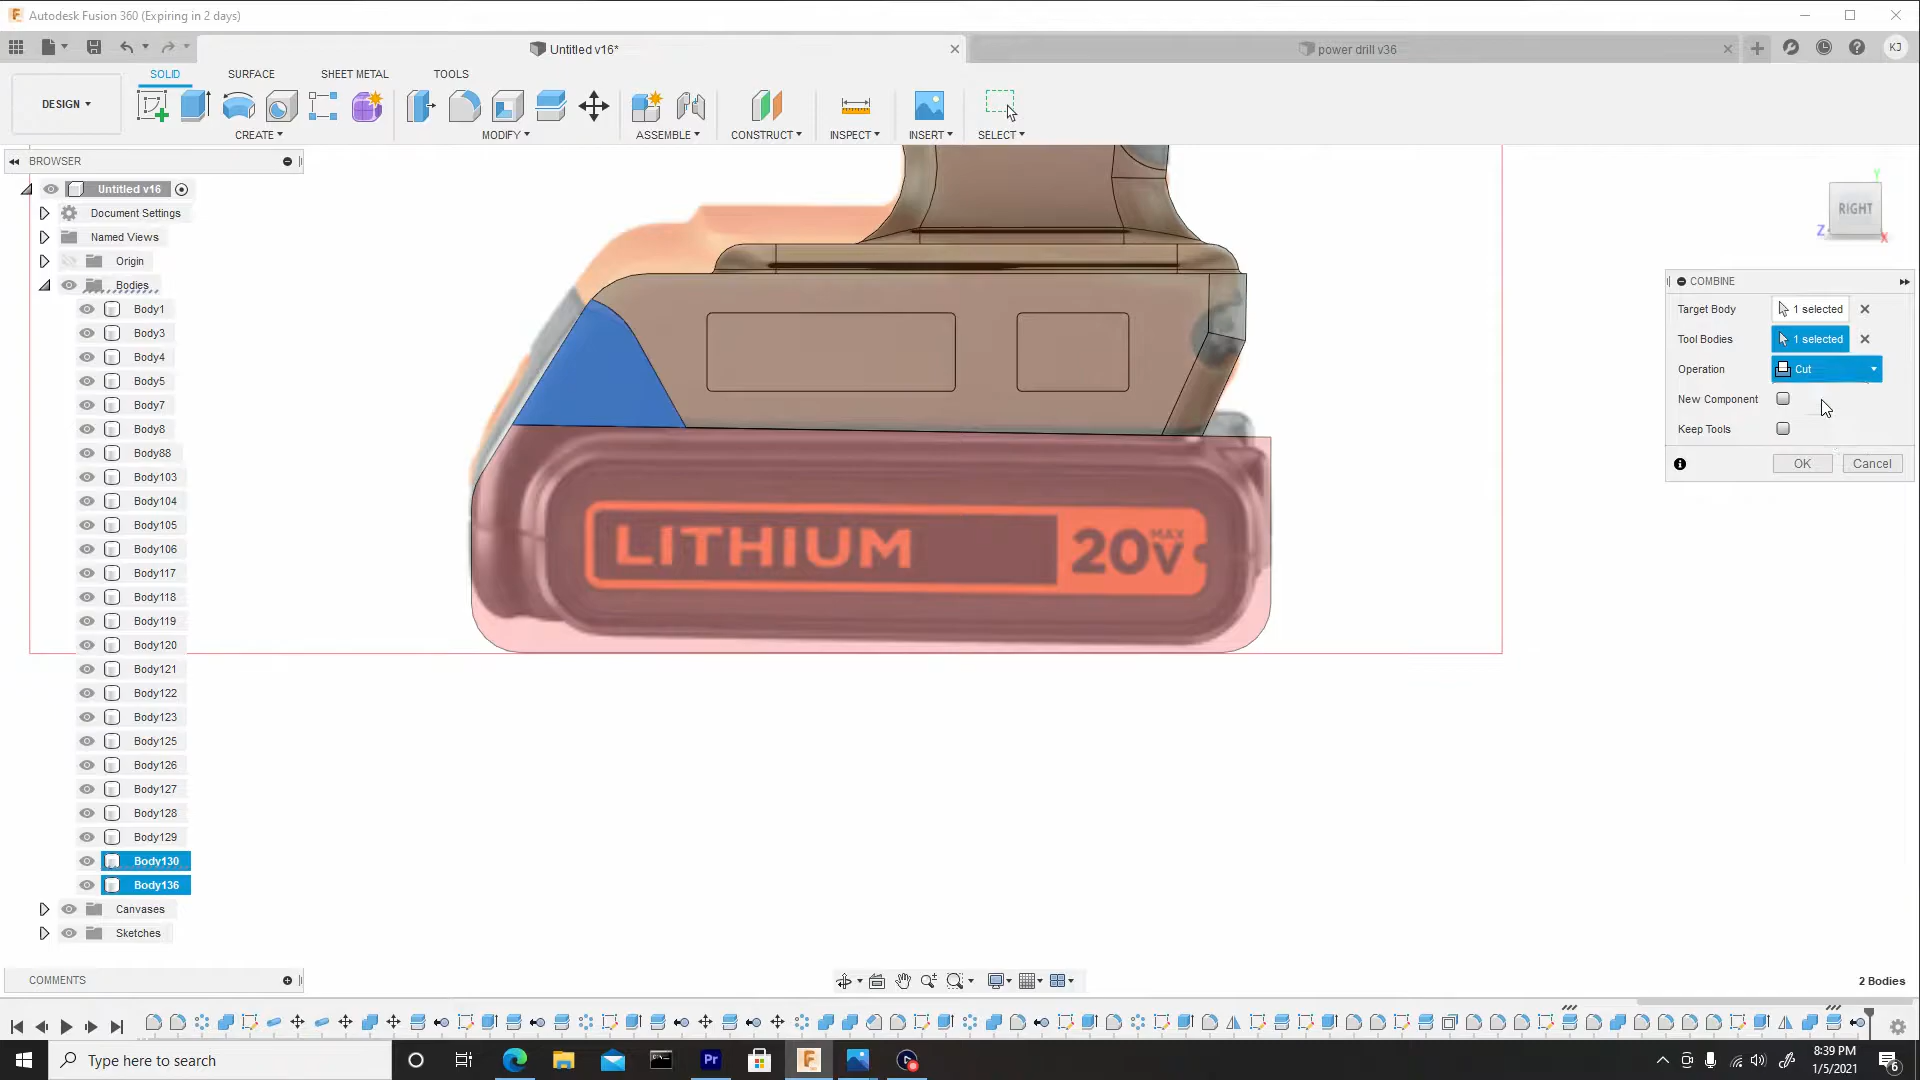 Autodesk Fusion 360 (Expiring in 2 days)
Untitled v16*
power drill v36
KJ
DESIGN
SOLID
SURFACE
SHEET METAL
TOOLS
CREATE
MODIFY
ASSEMBLE
CONSTRUCT
INSPECT
INSERT
SELECT
BROWSER
Untitled v16
Document Settings
Named Views
Origin
Bodies
Body1
Body3
Body4
Body5
Body7
Body8
Body88
Body103
Body104
Body105
Body106
Body117
Body118
Body119
Body120
Body121
Body122
Body123
Body125
Body126
Body127
Body128
Body129
Body130
Body136
Canvases
Sketches
COMMENTS
LITHIUM
20V MAX
Y
RIGHT
Z
X
COMBINE
Target Body
1 selected
Tool Bodies
1 selected
Operation
Cut
New Component
Keep Tools
OK
Cancel
2 Bodies
Type here to search
Pr
F
8:39 PM
1/5/2021
6